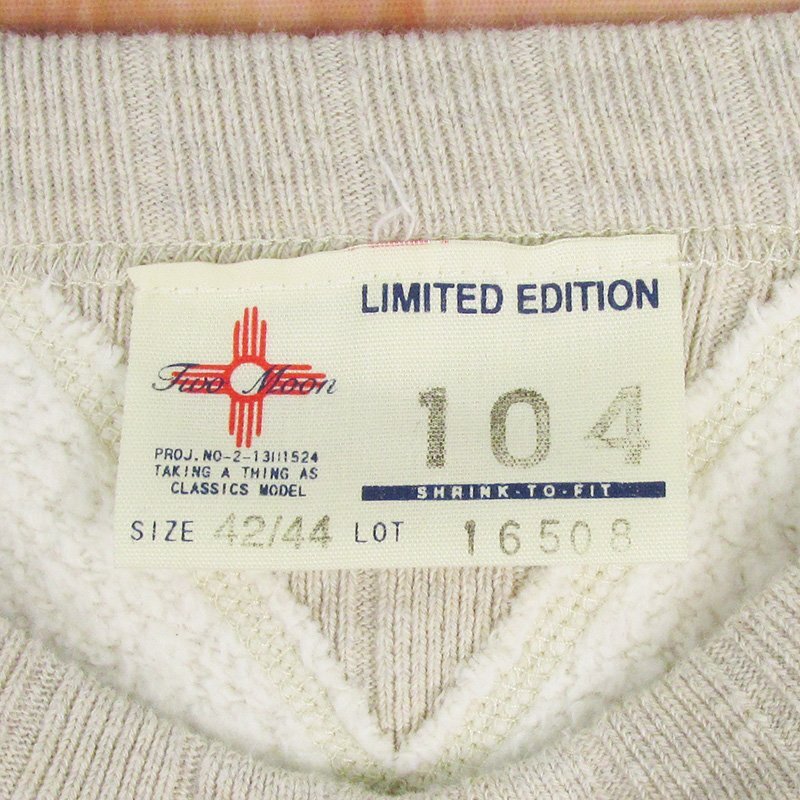 LIMITED EDITION
Two Moon
104
PROJ.NO-2-13111524
TAKING A THING AS
CLASSICS MODEL
SHRINK-TO-FIT
SIZE 42/44 LOT 16508